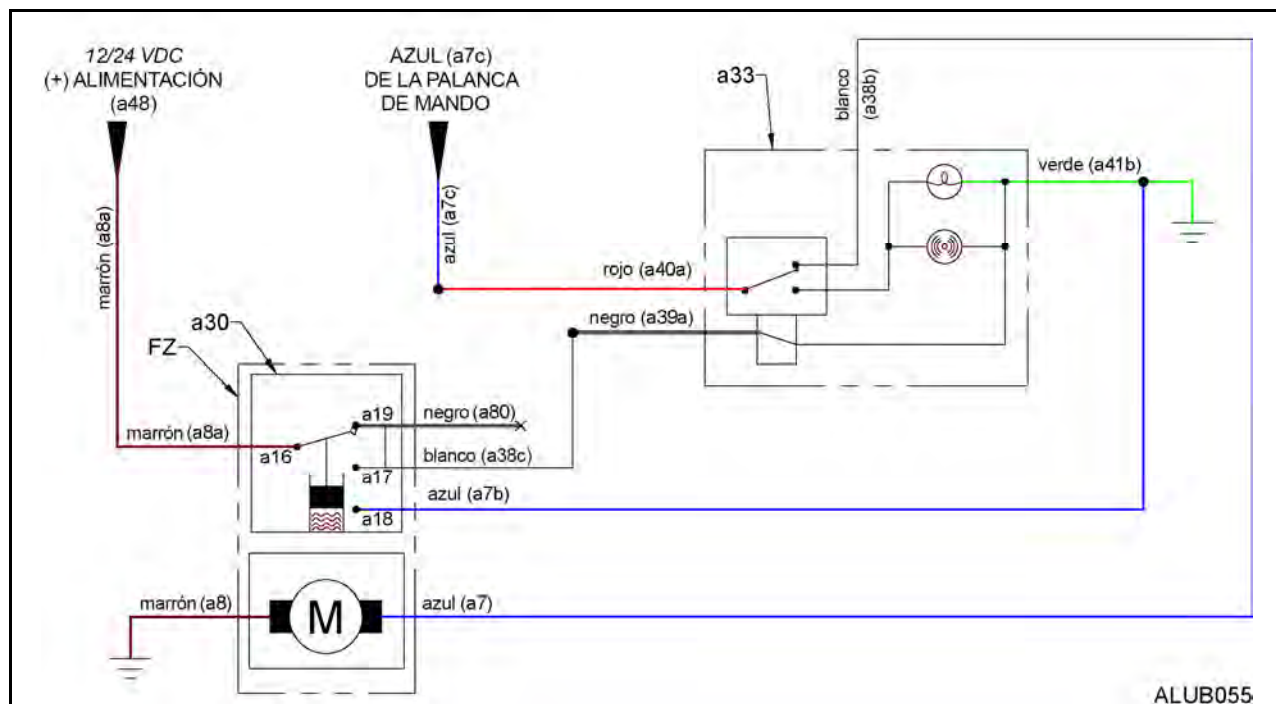 12/24 VDC
(+) ALIMENTACIÓN
(a48)
AZUL (a7c)
DE LA PALANCA
DE MANDO
a33
blanco
(a38b)
verde (a41b)
marrón (a8a)
azul (a7c)
rojo (a40a)
negro (a39a)
a30
FZ
a19
negro (a80)
marrón (a8a)
a16
blanco (a38c)
a17
azul (a7b)
a18
marrón (a8)
M
azul (a7)
ALUB055